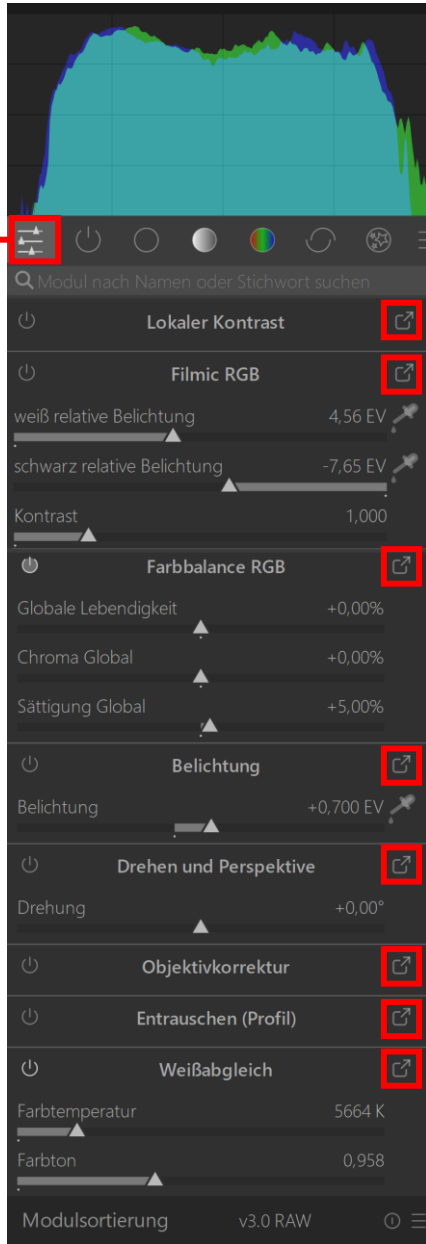 Modul nach Namen oder Stichwort suchen
Lokaler Kontrast
Filmic RGB
weiß relative Belichtung 4,56 EV
schwarz relative Belichtung -7,65 EV
Kontrast 1,000
Farbbalance RGB
Globale Lebendigkeit +0,00%
Chroma Global +0,00%
Sättigung Global +5,00%
Belichtung
Belichtung +0,700 EV
Drehen und Perspektive
Drehung +0,00°
Objektivkorrektur
Entrauschen (Profil)
Weißabgleich
Farbtemperatur 5664 K
Farbton 0,958
Modulsortierung v3.0 RAW